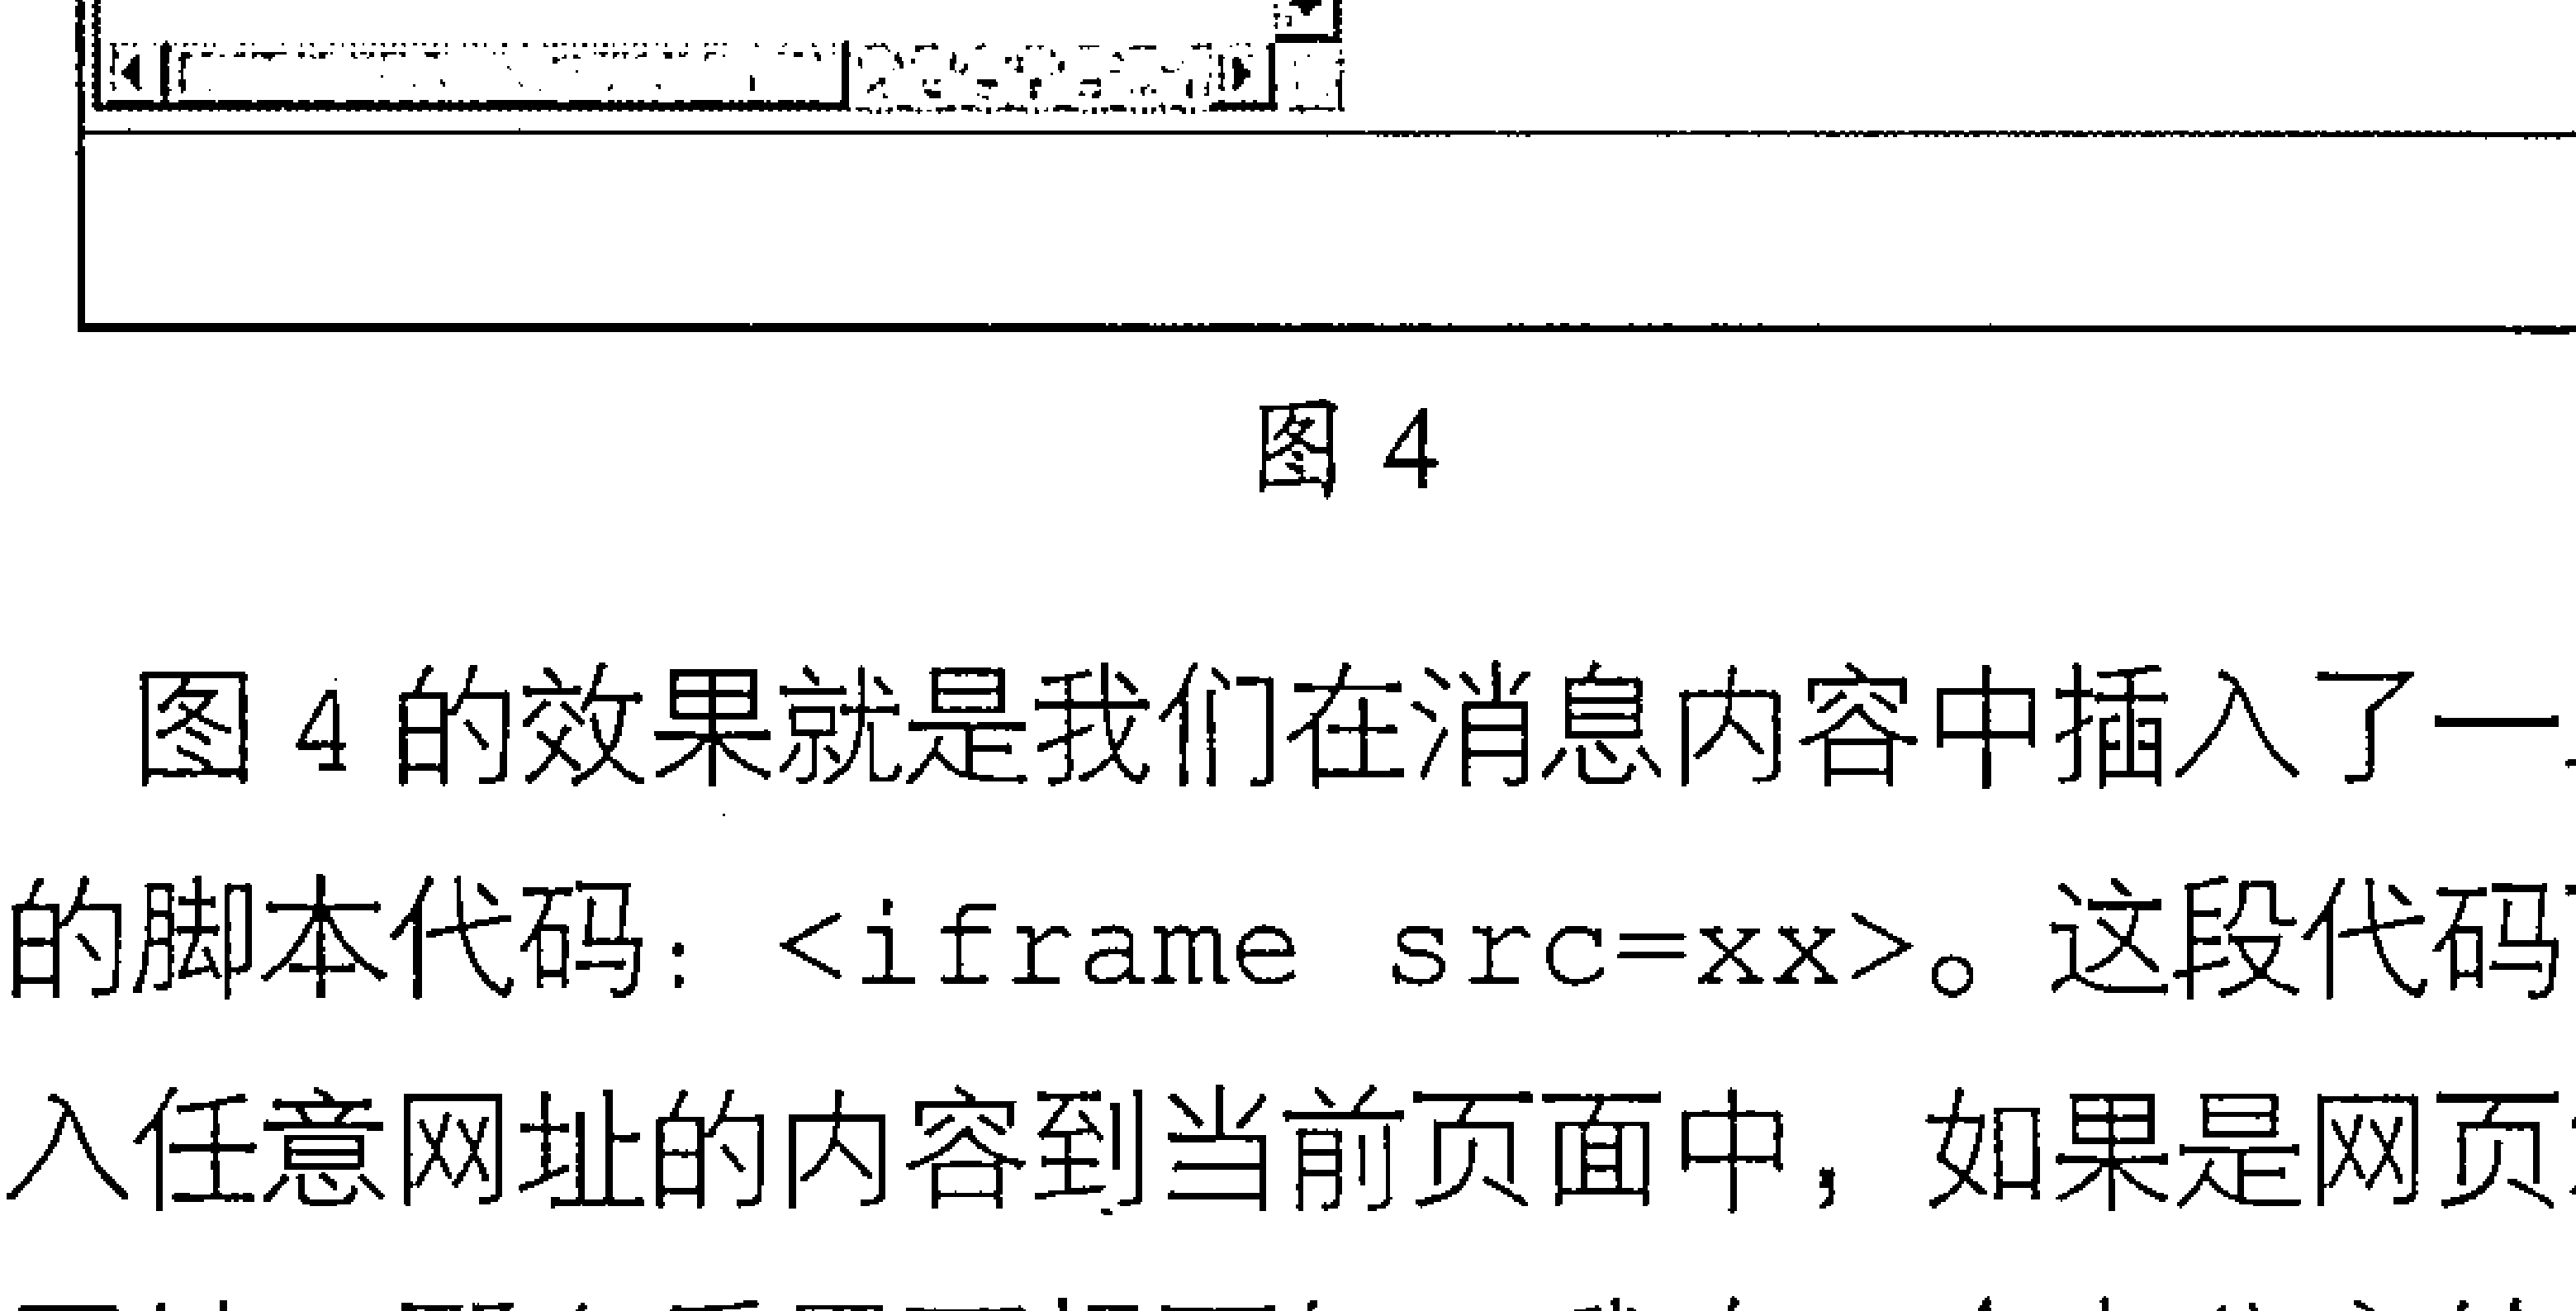 图 4
图 4 的效果就是我们在消息内容中插入了一
的脚本代码：<iframe src=xx>。这段代码
入任意网址的内容到当前页面中，如果是网页